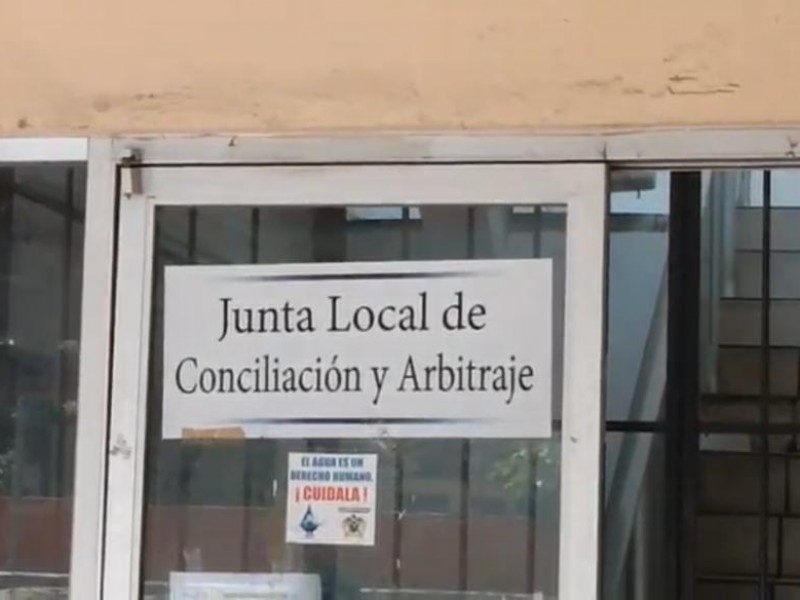 Junta Local de
Conciliación y Arbitraje
EL AGUA ES UN
DERECHO HUMANO,
¡CUIDALA!